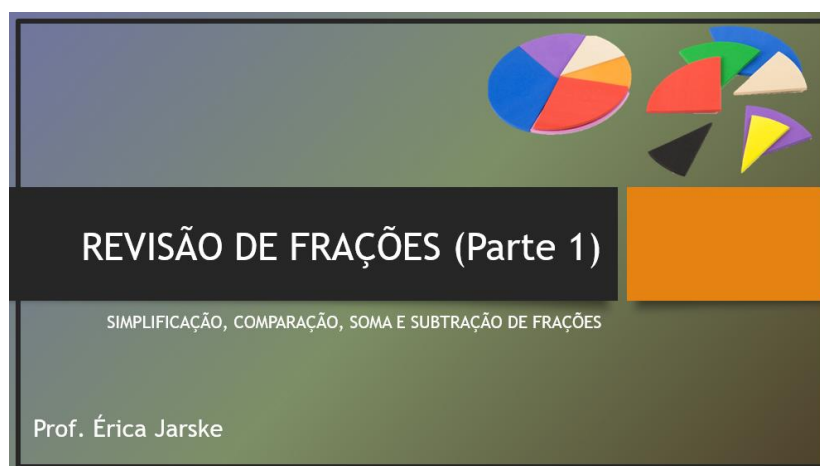 REVISÃO DE FRAÇÕES (Parte 1)
SIMPLIFICAÇÃO, COMPARAÇÃO, SOMA E SUBTRAÇÃO DE FRAÇÕES
Prof. Érica Jarske